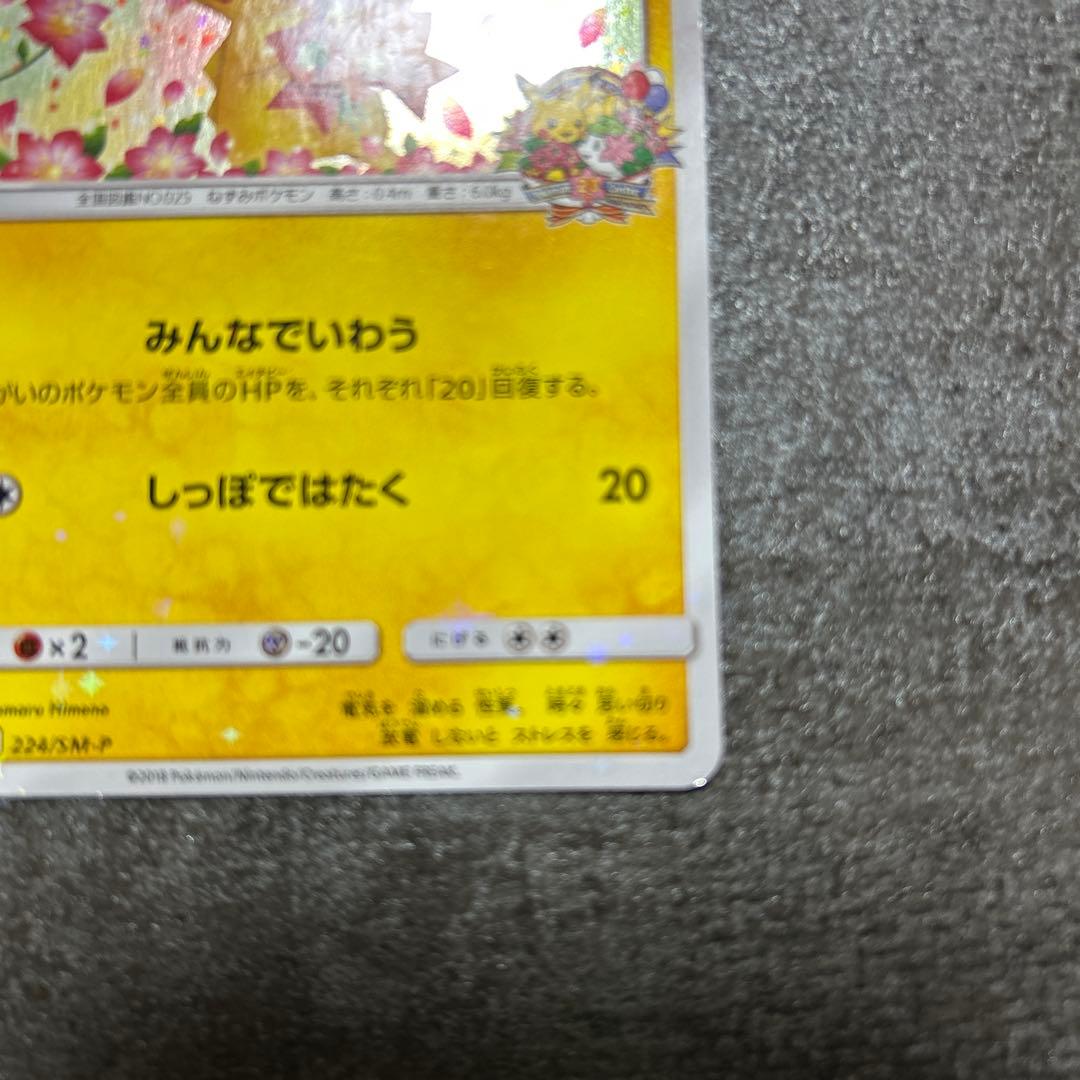 全国図鑑NO.025 ねずみポケモン 高さ:0.4m 重さ:6.0kg
みんなでいわう
がいのポケモン全員のHPを、それぞれ「20」回復する。
しっぽではたく 20
×2 抵抗力 -20 にげる
電気を 溜める 性質。 時々 思い切り
放電 しないと ストレスを 感じる。
Himeno
224/SM-P
©2018 Pokémon/Nintendo/Creatures/GAME FREAK.